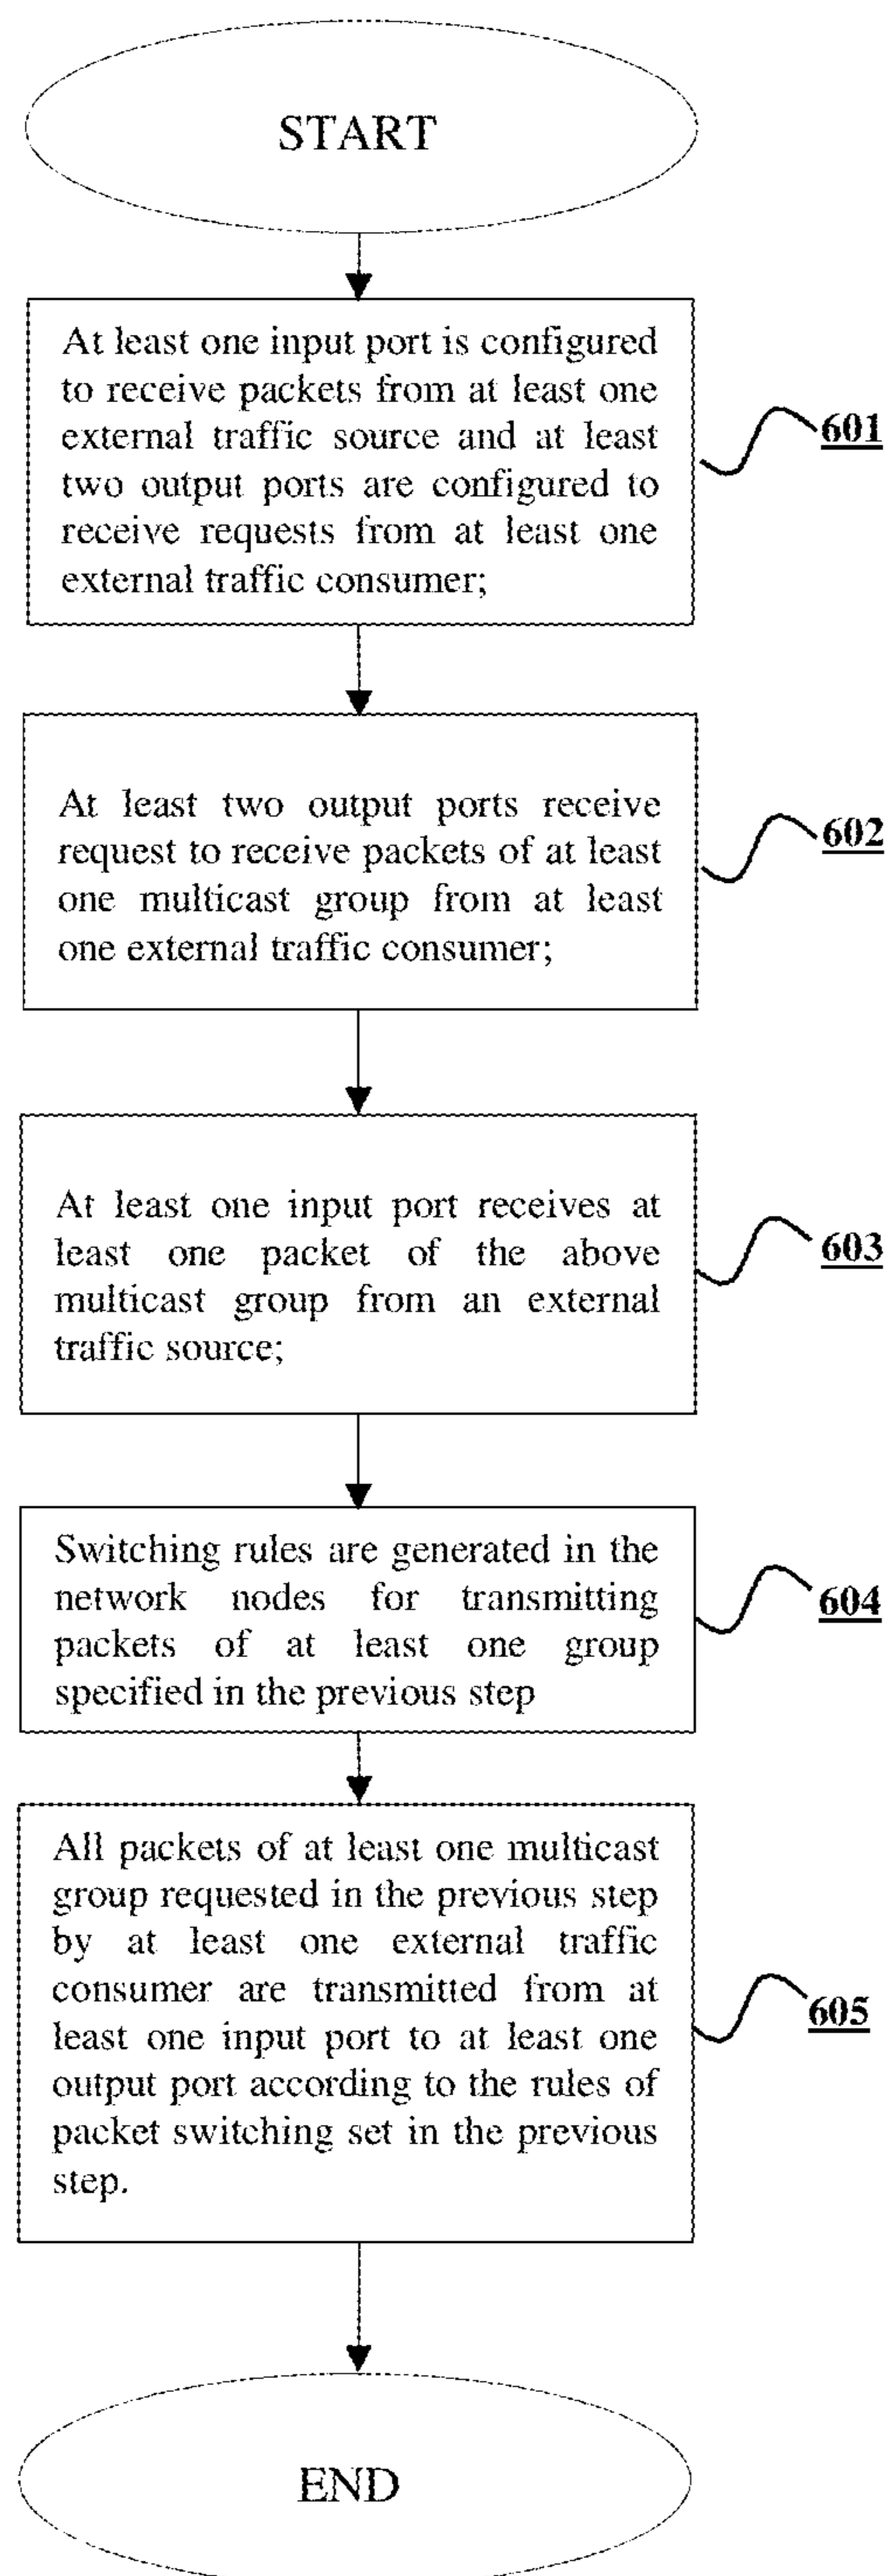 START
At least one input port is configured
to receive packets from at least one
external traffic source and at least
two output ports are configured to
receive requests from at least one
external traffic consumer;
601
At least two output ports receive
request to receive packets of at least
one multicast group from at least
one external traffic consumer;
602
At least one input port receives at
least one packet of the above
multicast group from an external
traffic source;
603
Switching rules are generated in the
network nodes for transmitting
packets of at least one group
specified in the previous step
604
All packets of at least one multicast
group requested in the previous step
by at least one external traffic
consumer are transmitted from at
least one input port to at least one
output port according to the rules of
packet switching set in the previous
step.
605
END